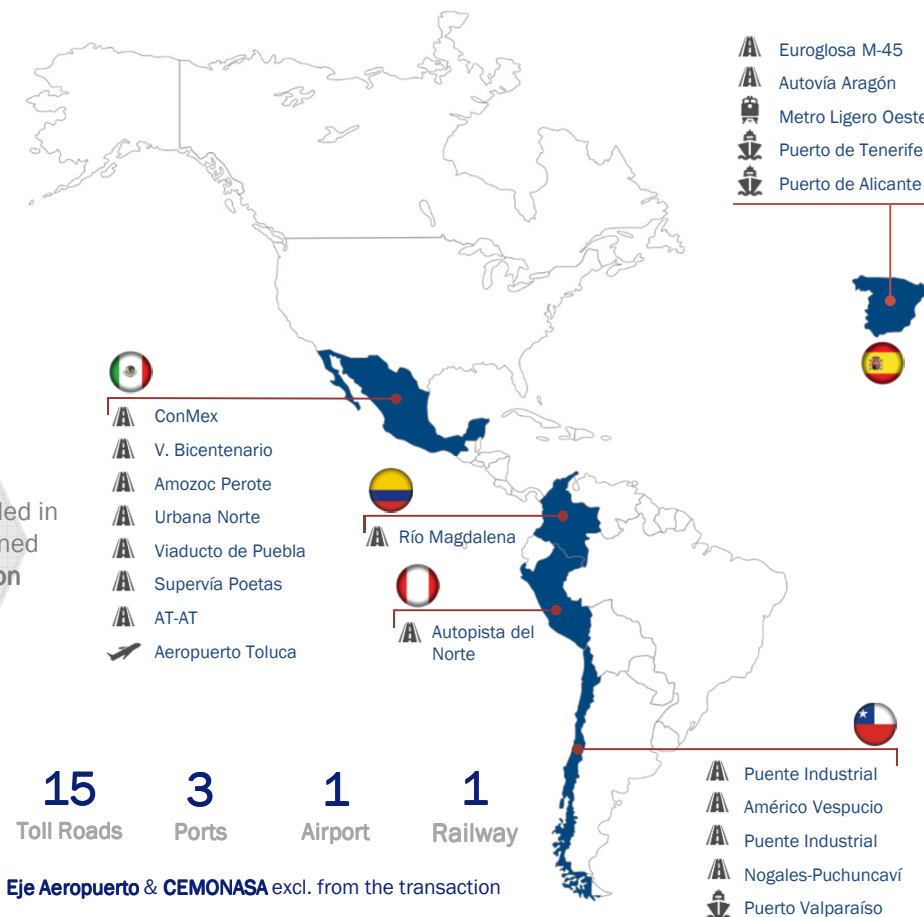 Euroglosa M-45
Autovía Aragón
Metro Ligero Oeste
Puerto de Tenerife
Puerto de Alicante
ConMex
V. Bicentenario
Amozoc Perote
Urbana Norte
Viaducto de Puebla
Supervía Poetas
AT-AT
Aeropuerto Toluca
Río Magdalena
Autopista del
Norte
Puente Industrial
Américo Vespucio
Puente Industrial
Nogales-Puchuncaví
Puerto Valparaíso
15
Toll Roads
3
Ports
1
Airport
1
Railway
Eje Aeropuerto & CEMONASA excl. from the transaction